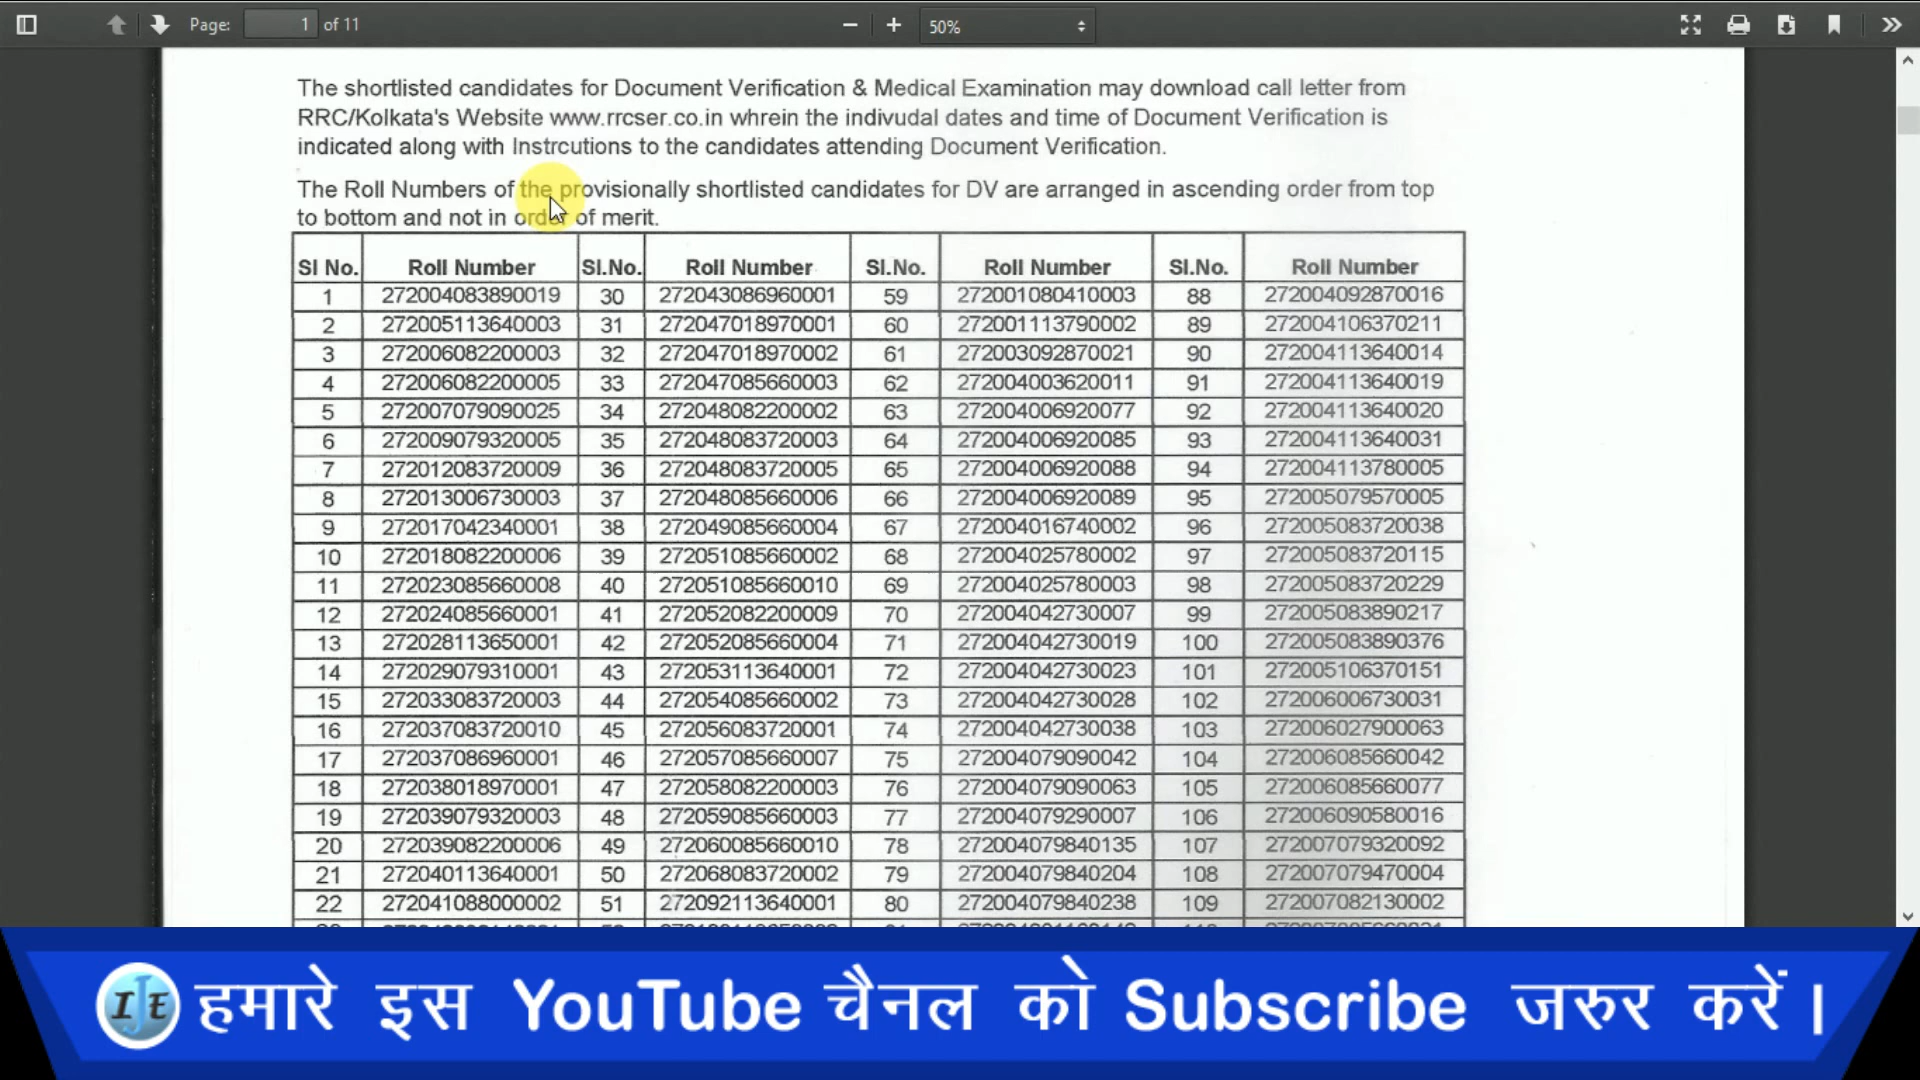 Page: 1 of 11 50%
The shortlisted candidates for Document Verification & Medical Examination may download call letter from
RRC/Kolkata's Website www.rrcser.co.in whrein the indivudal dates and time of Document Verification is
indicated along with Instrcutions to the candidates attending Document Verification.
The Roll Numbers of the provisionally shortlisted candidates for DV are arranged in ascending order from top
to bottom and not in order of merit.
Sl No. Roll Number Sl.No. Roll Number Sl.No. Roll Number Sl.No. Roll Number
1 272004083890019 30 272043086960001 59 272001080410003 88 272004092870016
2 272005113640003 31 272047018970001 60 272001113790002 89 272004106370211
3 272006082200003 32 272047018970002 61 272003092870021 90 272004113640014
4 272006082200005 33 272047085660003 62 272004003620011 91 272004113640019
5 272007079090025 34 272048082200002 63 272004006920077 92 272004113640020
6 272009079320005 35 272048083720003 64 272004006920085 93 272004113640031
7 272012083720009 36 272048083720005 65 272004006920088 94 272004113780005
8 272013006730003 37 272048085660006 66 272004006920089 95 272005079570005
9 272017042340001 38 272049085660004 67 272004016740002 96 272005083720038
10 272018082200006 39 272051085660002 68 272004025780002 97 272005083720115
11 272023085660008 40 272051085660010 69 272004025780003 98 272005083720229
12 272024085660001 41 272052082200009 70 272004042730007 99 272005083890217
13 272028113650001 42 272052085660004 71 272004042730019 100 272005083890376
14 272029079310001 43 272053113640001 72 272004042730023 101 272005106370151
15 272033083720003 44 272054085660002 73 272004042730028 102 272006006730031
16 272037083720010 45 272056083720001 74 272004042730038 103 272006027900063
17 272037086960001 46 272057085660007 75 272004079090042 104 272006085660042
18 272038018970001 47 272058082200003 76 272004079090063 105 272006085660077
19 272039079320003 48 272059085660003 77 272004079290007 106 272006090580016
20 272039082200006 49 272060085660010 78 272004079840135 107 272007079320092
21 272040113640001 50 272068083720002 79 272004079840204 108 272007079470004
22 272041088000002 51 272092113640001 80 272004079840238 109 272007082130002
IJE हमारे इस YouTube चैनल को Subscribe जरुर करें |